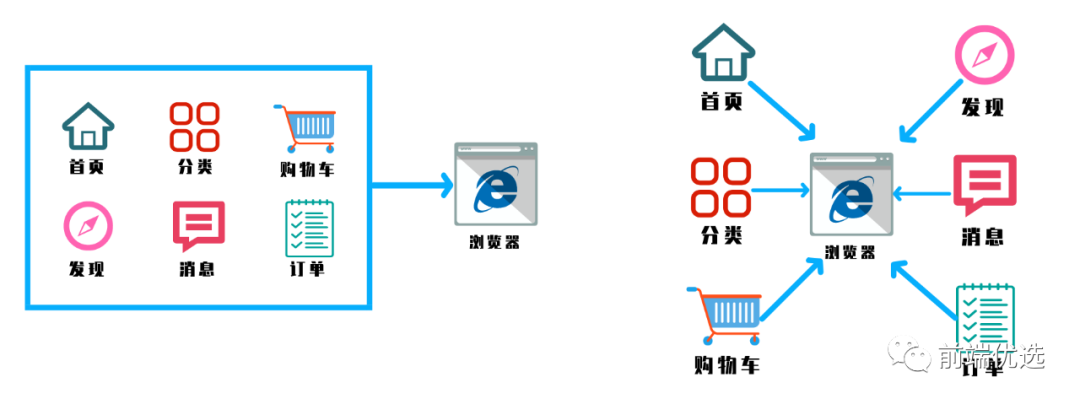 首页 分类 购物车
发现 消息 订单
浏览器
首页
发现
分类
消息
浏览器
购物车
订单
前端优选